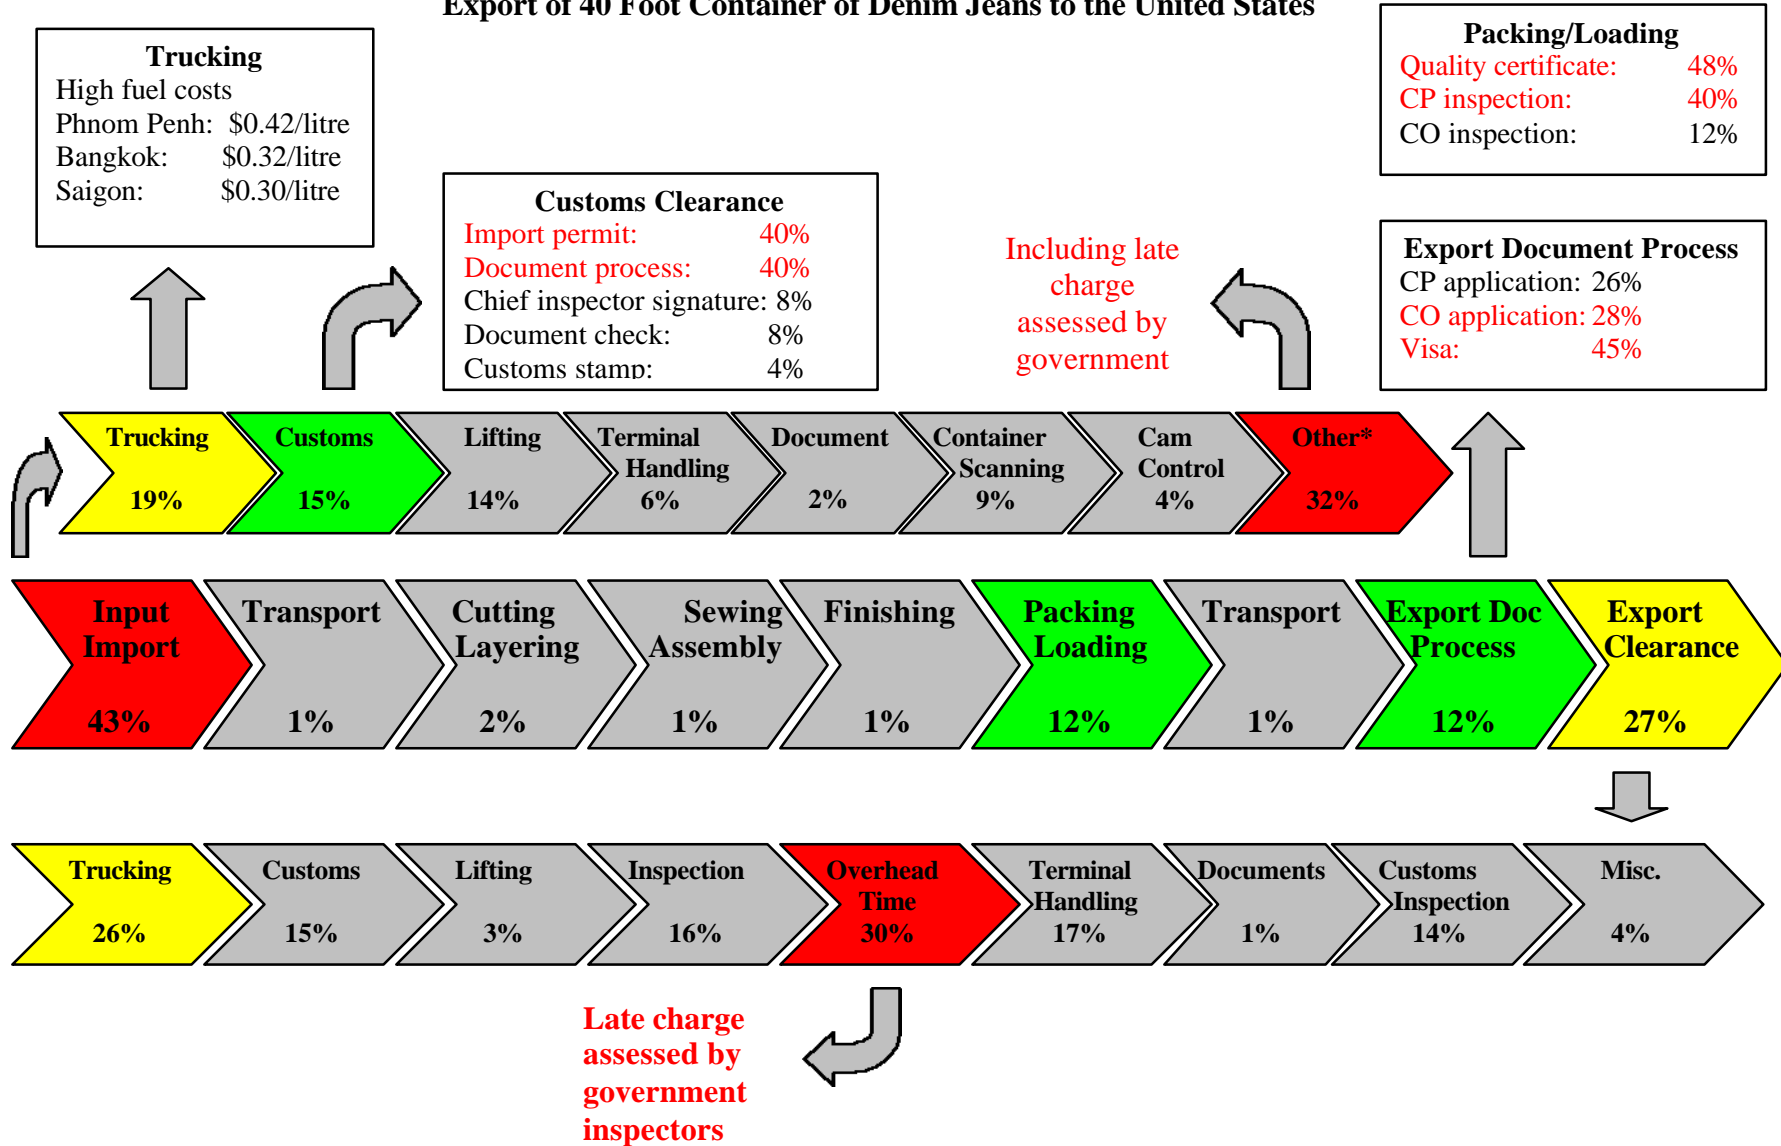 Export of 40 Foot Container of Denim Jeans to the United States
Trucking
High fuel costs
Phnom Penh: $0.42/litre
Bangkok: $0.32/litre
Saigon: $0.30/litre
Customs Clearance
Import permit: 40%
Document process: 40%
Chief inspector signature: 8%
Document check: 8%
Customs stamp: 4%
Including late
charge
assessed by
government
Packing/Loading
Quality certificate: 48%
CP inspection: 40%
CO inspection: 12%
Export Document Process
CP application: 26%
CO application: 28%
Visa: 45%
Trucking
19%
Customs
15%
Lifting
14%
Terminal
Handling
6%
Document
2%
Container
Scanning
9%
Cam
Control
4%
Other*
32%
Input
Import
43%
Transport
1%
Cutting
Layering
2%
Sewing
Assembly
1%
Finishing
1%
Packing
Loading
12%
Transport
1%
Export Doc
Process
12%
Export
Clearance
27%
Trucking
26%
Customs
15%
Lifting
3%
Inspection
16%
Overhead
Time
30%
Terminal
Handling
17%
Documents
1%
Customs
Inspection
14%
Misc.
4%
Late charge
assessed by
government
inspectors